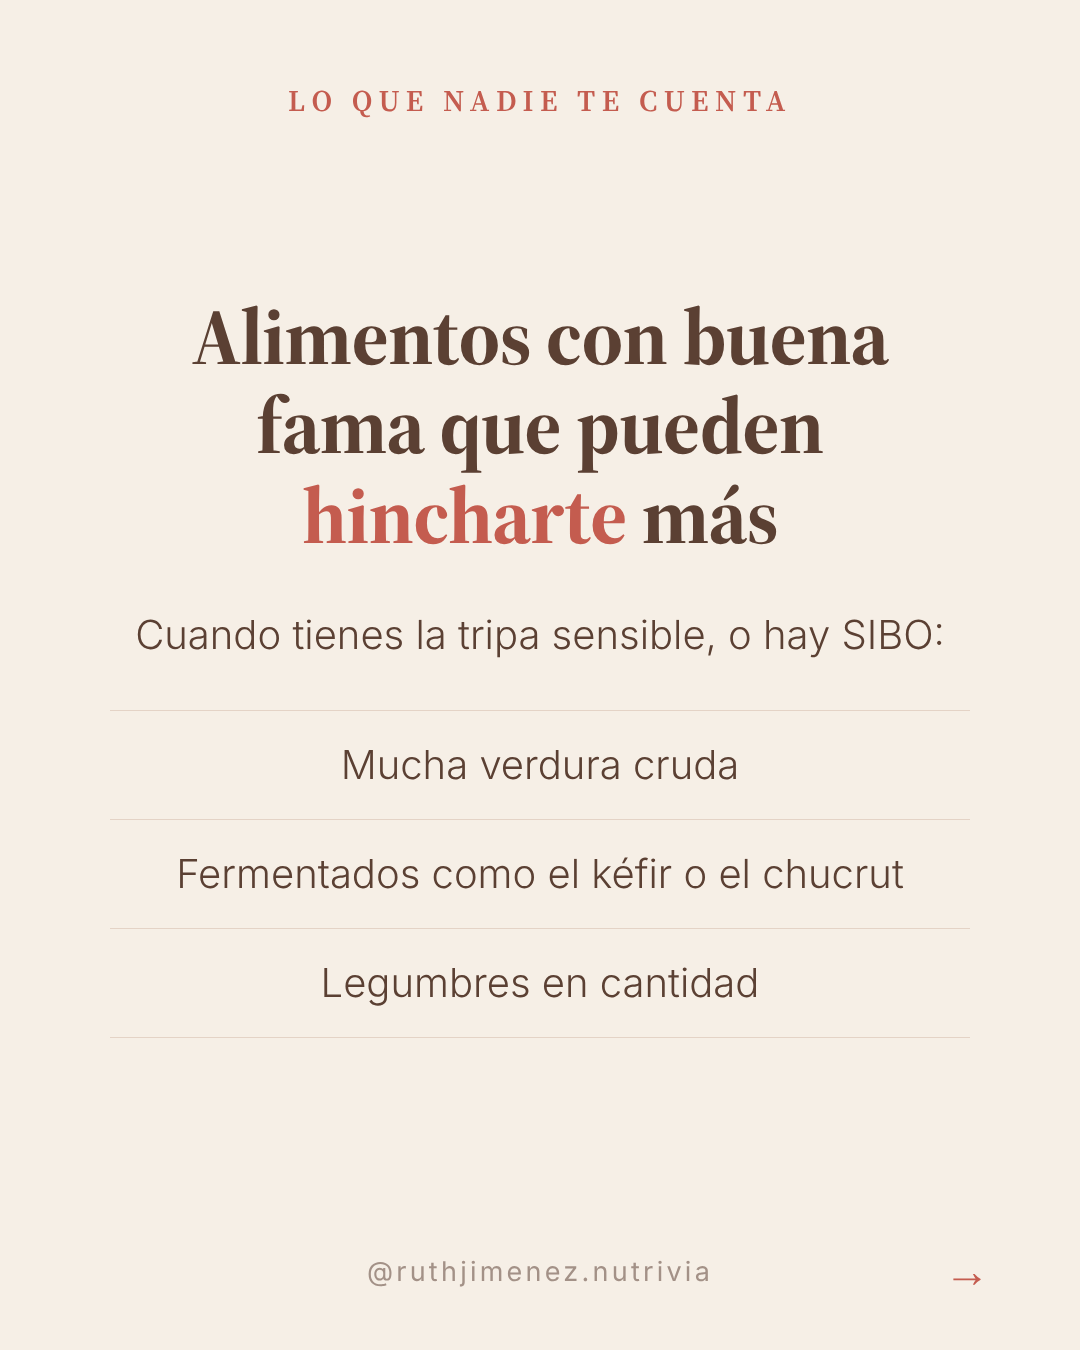 LO QUE NADIE TE CUENTA
Alimentos con buena
fama que pueden
hincharte más
Cuando tienes la tripa sensible, o hay SIBO:
Mucha verdura cruda
Fermentados como el kéfir o el chucrut
Legumbres en cantidad
@ruthjimenez.nutrivia
→